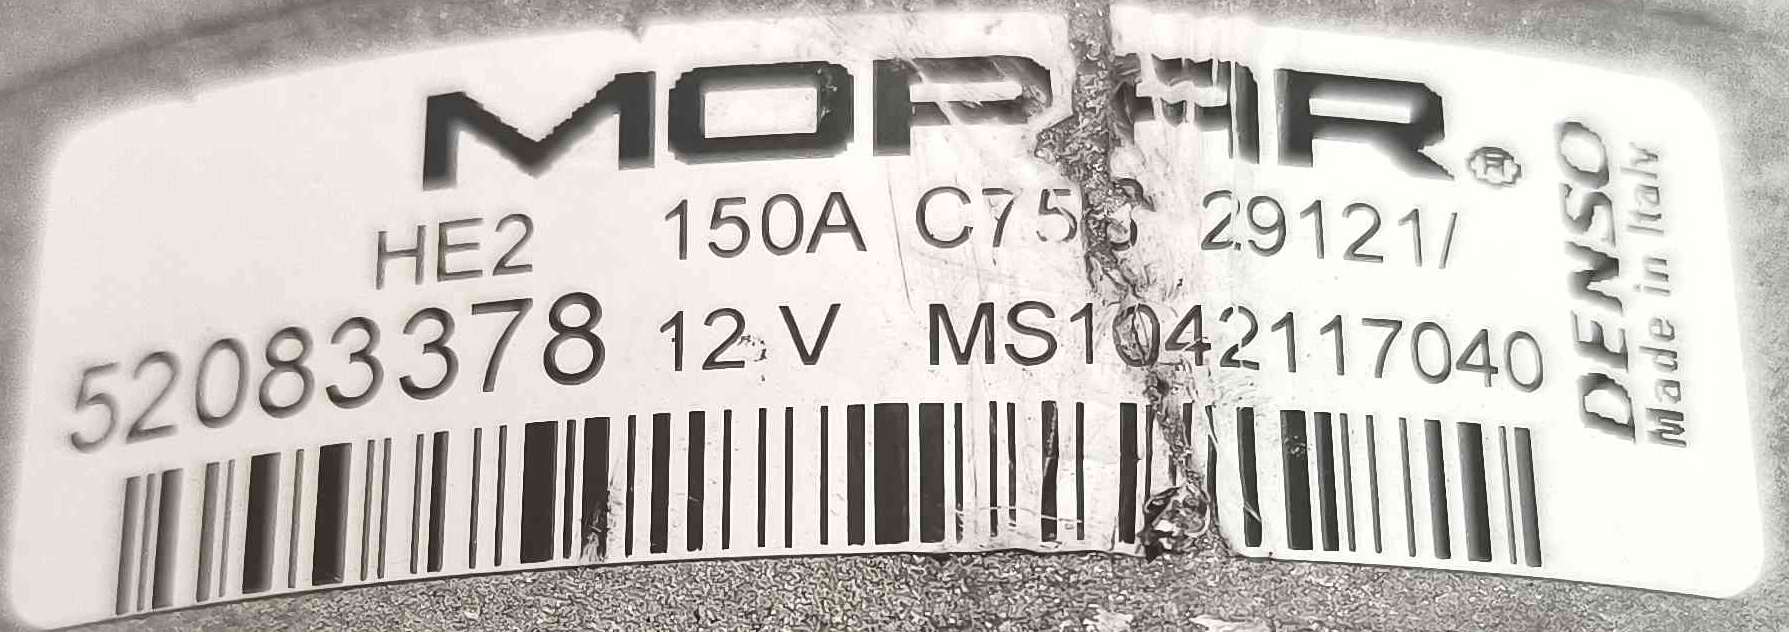 MOPAR®
HE2 150A 29121/
52083378 12 V MS1042117040
DENSO
Made in Italy